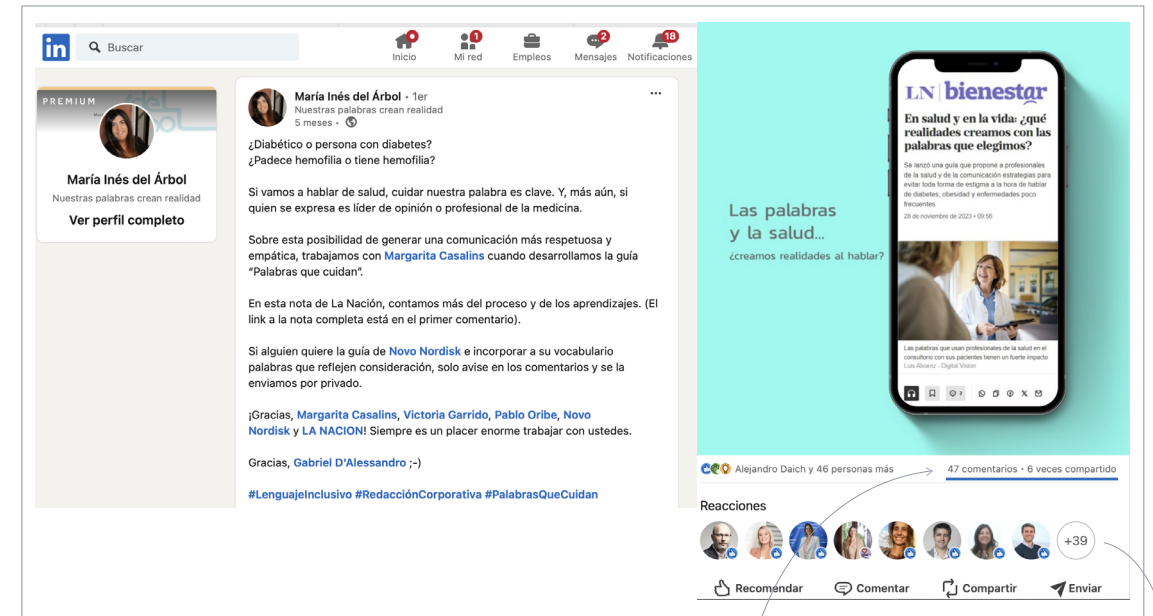 in
Buscar
Inicio
1
Mi red
Empleos
2
Mensajes
18
Notificaciones
PREMIUM
María Inés del Árbol
Nuestras palabras crean realidad
Ver perfil completo
María Inés del Árbol • 1er
Nuestras palabras crean realidad
5 meses •
...
¿Diabético o persona con diabetes?
¿Padece hemofilia o tiene hemofilia?
Si vamos a hablar de salud, cuidar nuestra palabra es clave. Y, más aún, si
quien se expresa es líder de opinión o profesional de la medicina.
Sobre esta posibilidad de generar una comunicación más respetuosa y
empática, trabajamos con Margarita Casalins cuando desarrollamos la guía
“Palabras que cuidan”.
En esta nota de La Nación, contamos más del proceso y de los aprendizajes. (El
link a la nota completa está en el primer comentario).
Si alguien quiere la guía de Novo Nordisk e incorporar a su vocabulario
palabras que reflejen consideración, solo avise en los comentarios y se la
enviamos por privado.
¡Gracias, Margarita Casalins, Victoria Garrido, Pablo Oribe, Novo
Nordisk y LA NACION! Siempre es un placer enorme trabajar con ustedes.
Gracias, Gabriel D'Alessandro ;-)
#LenguajeInclusivo #RedacciónCorporativa #PalabrasQueCuidan
Las palabras
y la salud...
¿creamos realidades al hablar?
LN bienestar
En salud y en la vida: ¿qué
realidades creamos con las
palabras que elegimos?
Se lanzó una guía que propone a profesionales
de la salud y de la comunicación estrategias para
evitar toda forma de estigma a la hora de hablar
de diabetes, obesidad y enfermedades poco
frecuentes
28 de noviembre de 2023 • 09:56
Las palabras que usan profesionales de la salud en el
consultorio con sus pacientes tienen un fuerte impacto
Digital Vision
Alejandro Daich y 46 personas más
47 comentarios • 6 veces compartido
Reacciones
+39
Recomendar
Comentar
Compartir
Enviar